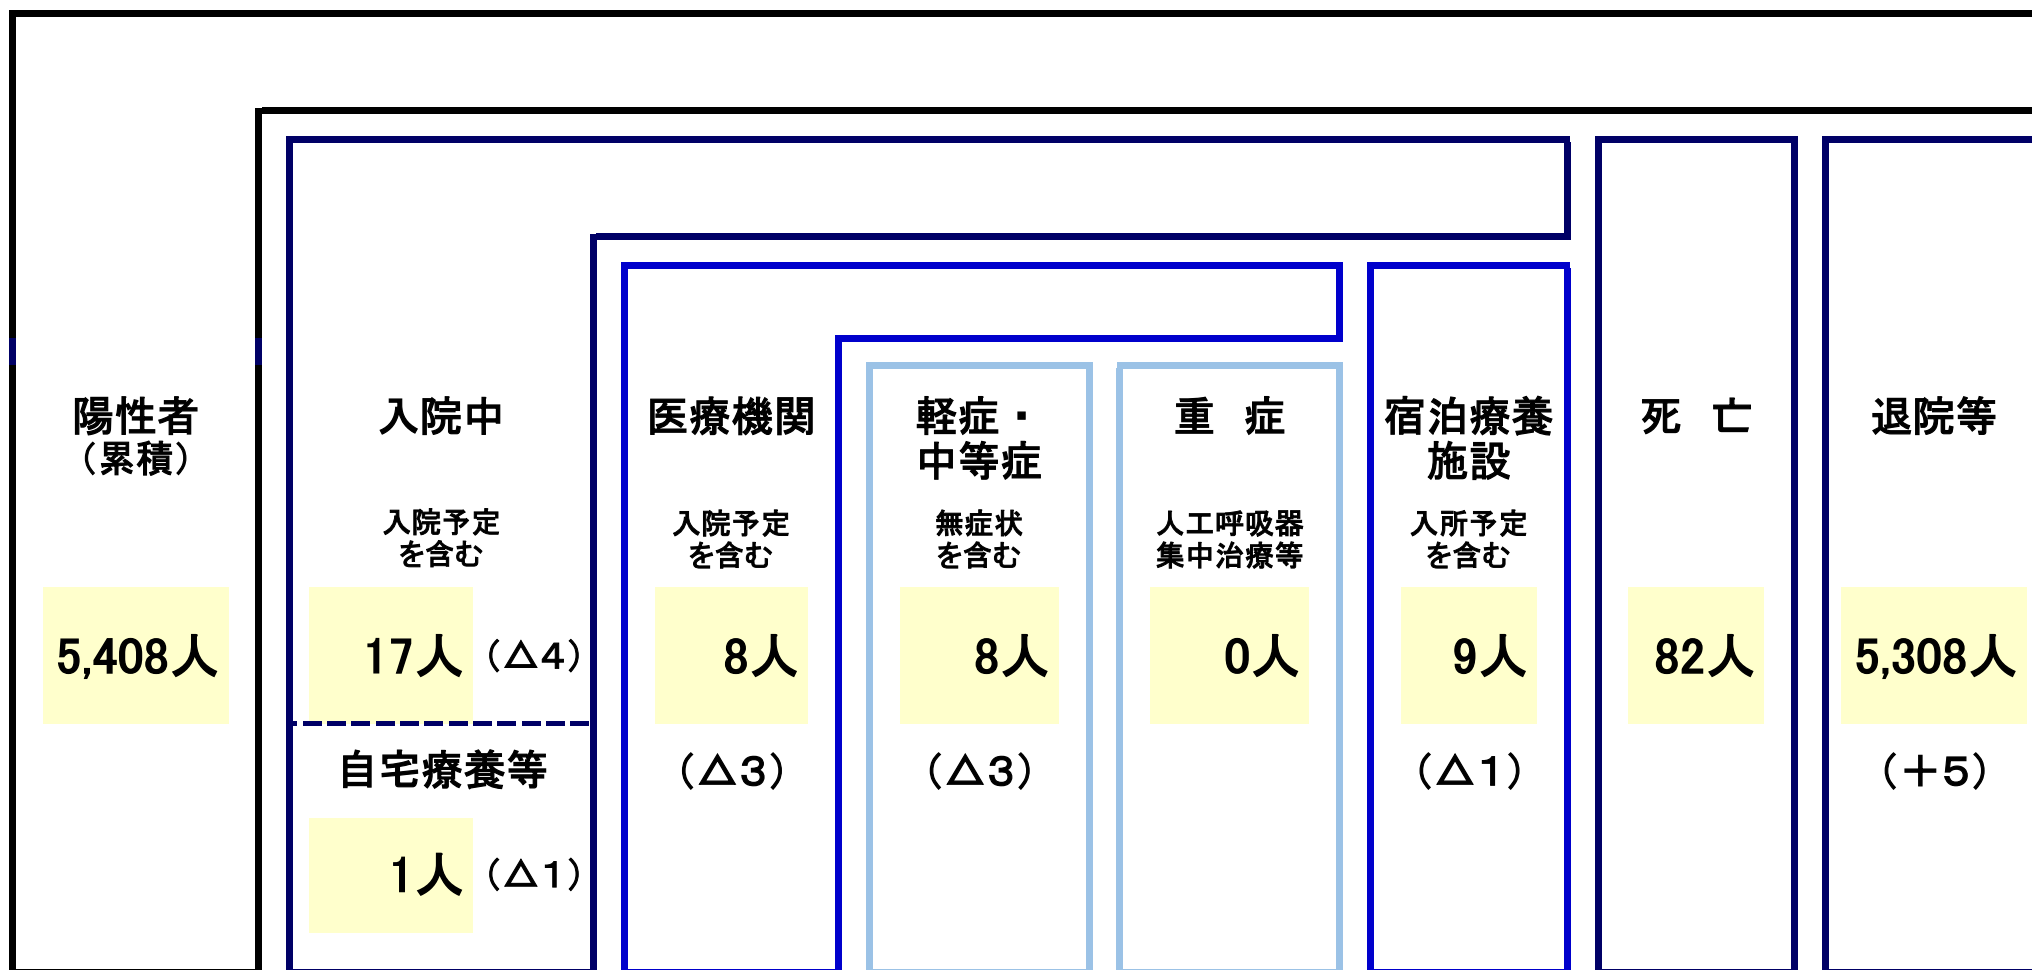 陽性者
（累積）
5,408人
入院中
入院予定
を含む
17人（△4）
自宅療養等
1人（△1）
医療機関
入院予定
を含む
8人
（△3）
軽症・
中等症
無症状
を含む
8人
（△3）
重　症
人工呼吸器
集中治療等
0人
宿泊療養
施設
入所予定
を含む
9人
（△1）
死　亡
82人
退院等
5,308人
（＋5）